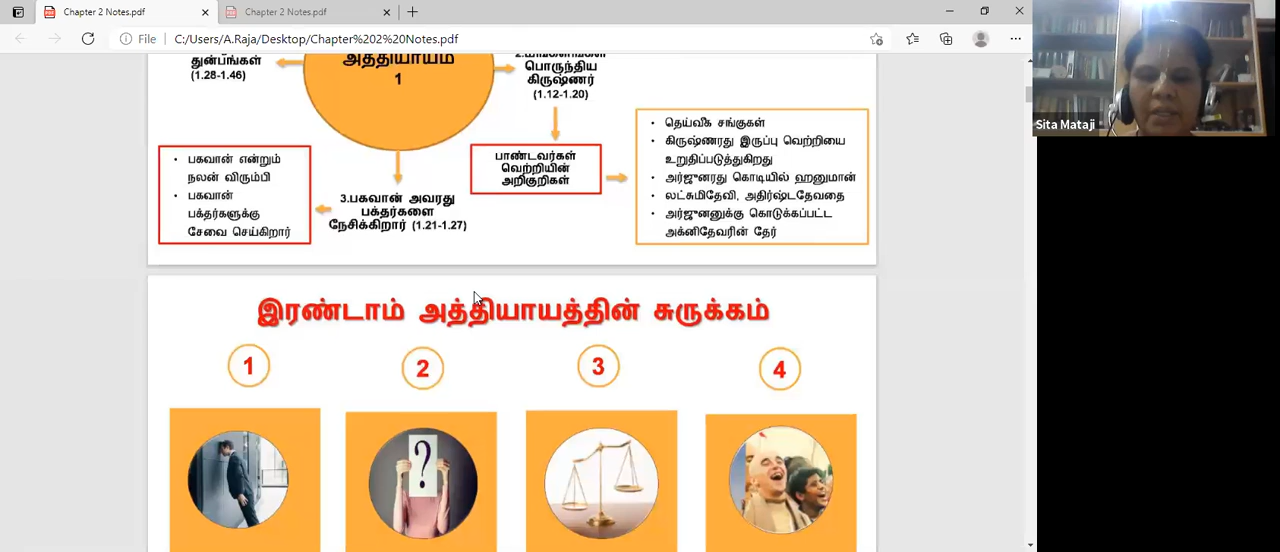 Chapter 2 Notes.pdf
Chapter 2 Notes.pdf
File
C:/Users/A.Raja/Desktop/Chapter%202%20Notes.pdf
Sita Mataji
துன்பங்கள்
(1.28-1.46)
அத்தியாயம்
1
பொருந்திய
கிருஷ்ணர்
(1.12-1.20)
பாண்டவர்கள்
வெற்றியின்
அறிகுறிகள்
• தெய்வீக சங்குகள்
• கிருஷ்ணரது இருப்பு வெற்றியை
உறுதிப்படுத்துகிறது
• அர்ஜுனரது கொடியில் ஹனுமான்
• லட்சுமிதேவி, அதிர்ஷ்டதேவதை
• அர்ஜுனனுக்கு கொடுக்கப்பட்ட
அக்னிதேவரின் தேர்
3.பகவான் அவரது
பக்தர்களை
நேசிக்கிறார் (1.21-1.27)
• பகவான் என்றும்
நலன் விரும்பி
• பகவான்
பக்தர்களுக்கு
சேவை செய்கிறார்
இரண்டாம் அத்தியாயத்தின் சுருக்கம்
1
2
3
4
?